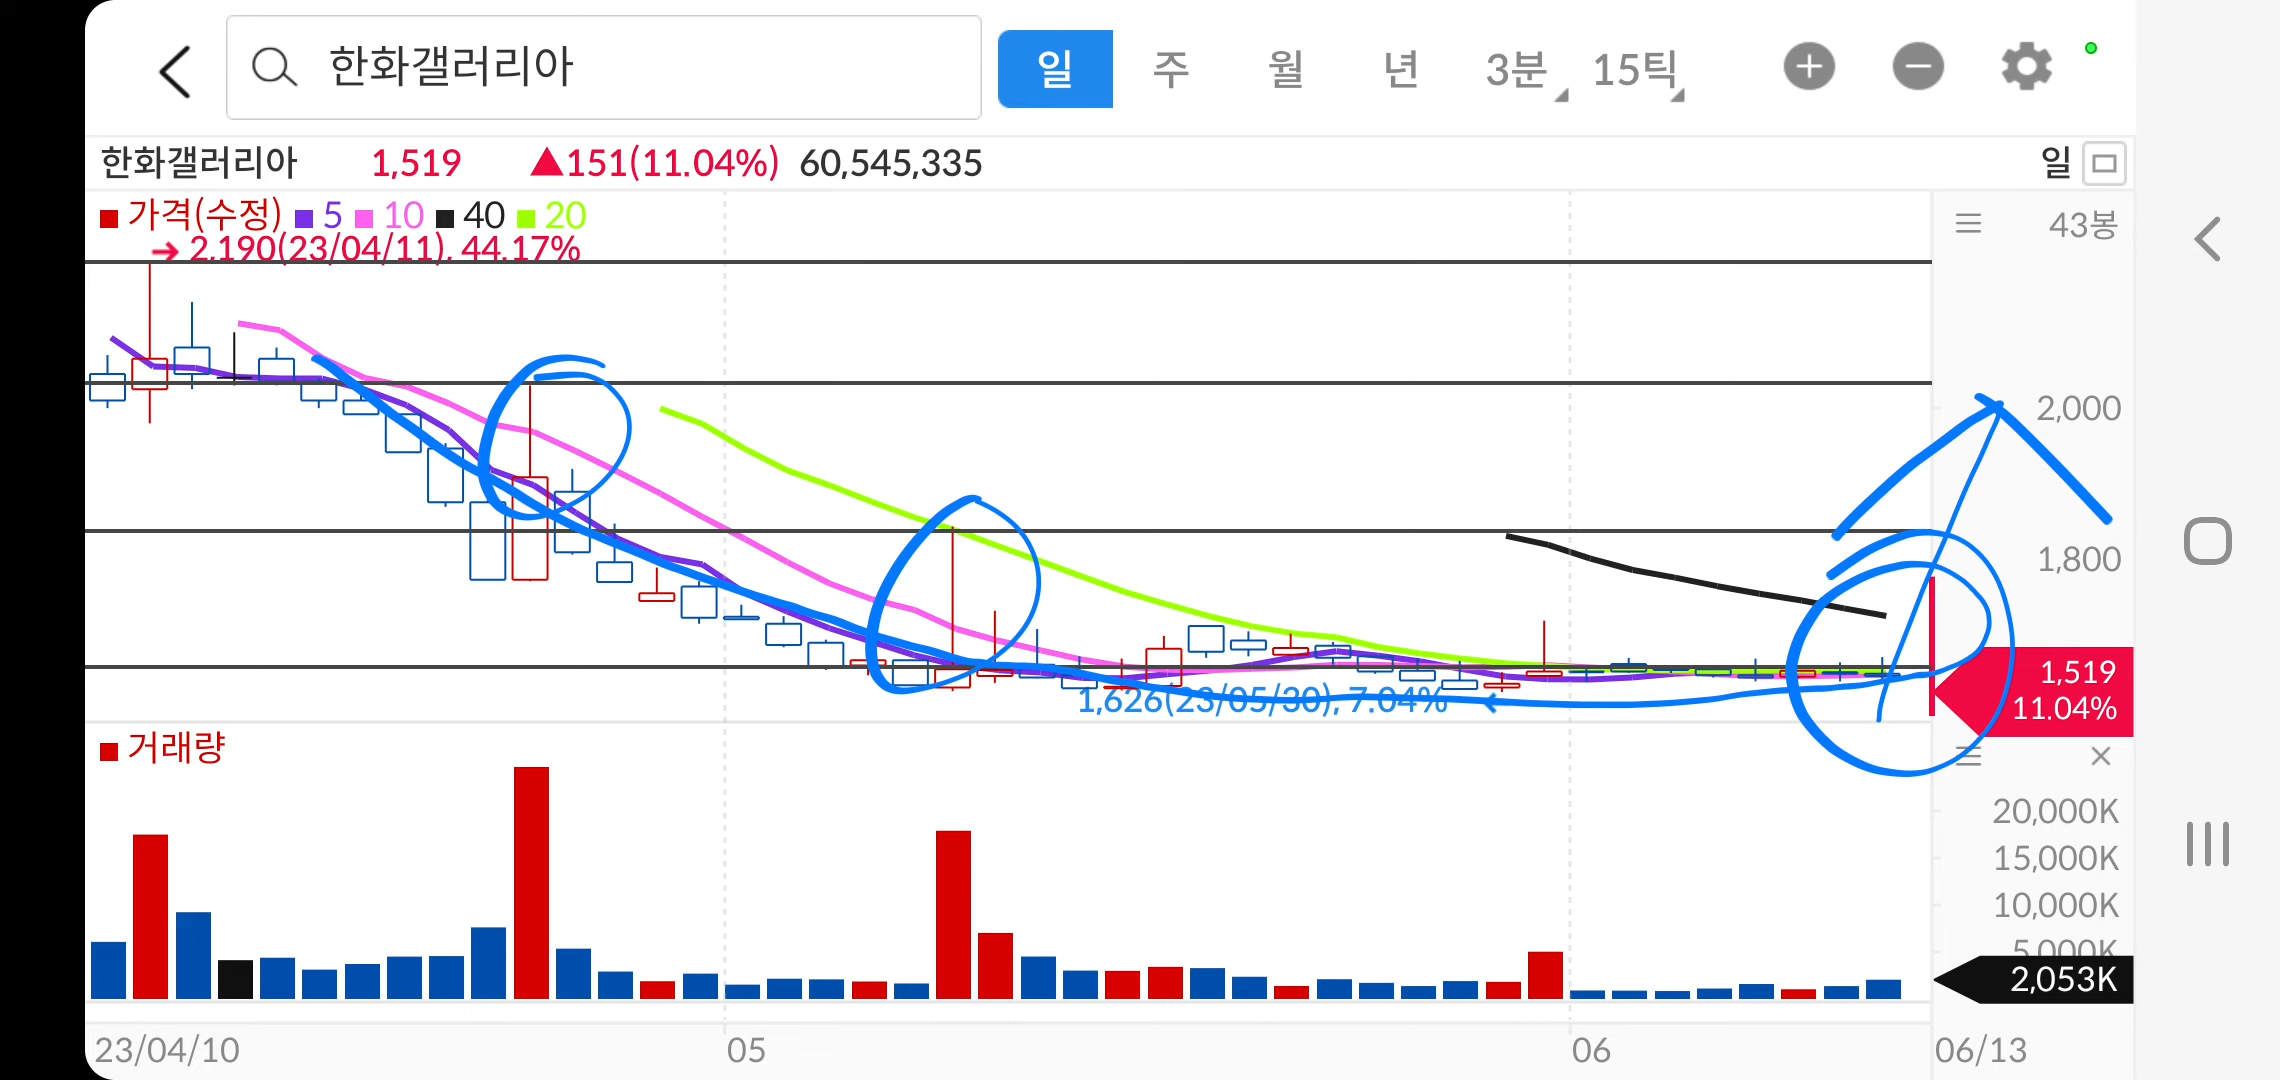 한화갤러리아
일 주 월 년 3분 15틱
한화갤러리아 1,519 ▲151(11.04%) 60,545,335 일
가격(수정) 5 10 40 20
43봉
→ 2,190(23/04/11), 44.17%
2,000
1,800
1,519
11.04%
1,626(23/05/30), 7.04% ←
거래량
20,000K
15,000K
10,000K
5,000K
2,053K
23/04/10 05 06 06/13